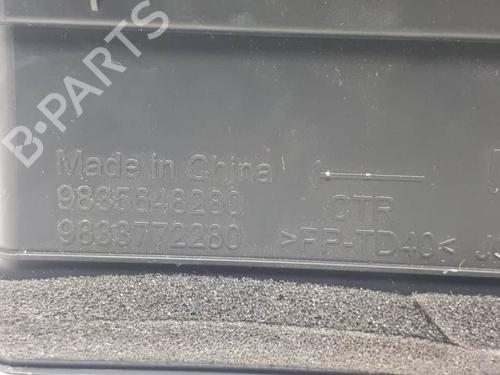 B-PARTS
Made in China
9835848280 CTR
9833772280 >PP-TD40<